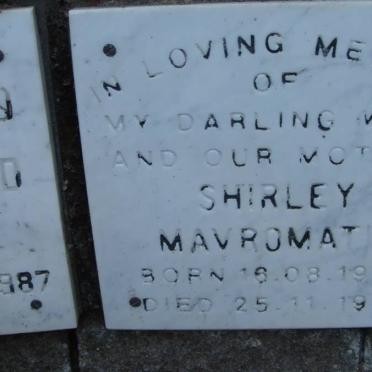 IN LOVING ME
OF
MY DARLING W
AND OUR MOT
SHIRLEY
MAVROMAT
BORN 16.08.19
DIED 25.11.19
987